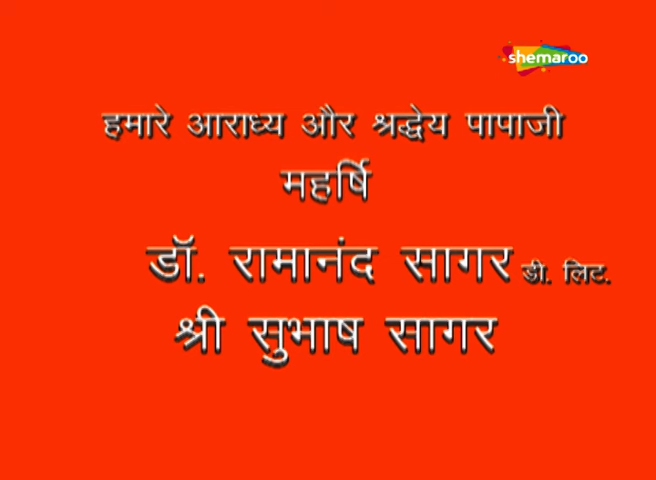 shemaroo
हमारे आराध्य और श्रद्धेय पापाजी
महर्षि
डॉ. रामानंद सागर डी. लिट.
श्री सुभाष सागर